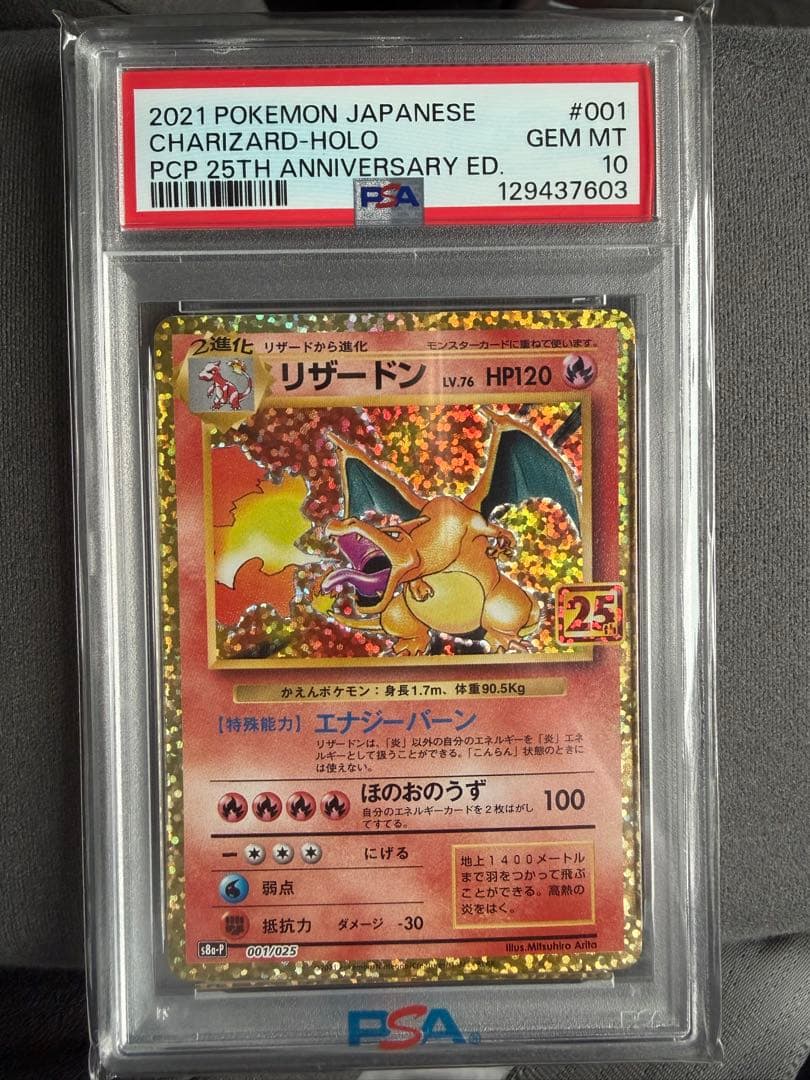 2021 POKEMON JAPANESE #001
CHARIZARD-HOLO GEM MT
PCP 25TH ANNIVERSARY ED. 10
PSA 129437603
2進化 リザードから進化 モンスターカードに重ねて使います。
リザードン LV.76 HP120
25th
かえんポケモン：身長1.7m、体重90.5Kg
【特殊能力】エナジーバーン
リザードンは、「炎」以外の自分のエネルギーを「炎」エネ
ルギーとして扱うことができる。「こんらん」状態のときに
は使えない。
ほのおのうず 100
自分のエネルギーカードを2枚はがし
てすてる。
ー にげる
弱点
抵抗力 ダメージ -30
地上1400メートル
まで羽をつかって飛ぶ
ことができる。高熱の
炎をはく。
s8a-P 001/025 Illus.Mitsuhiro Arita
PSA